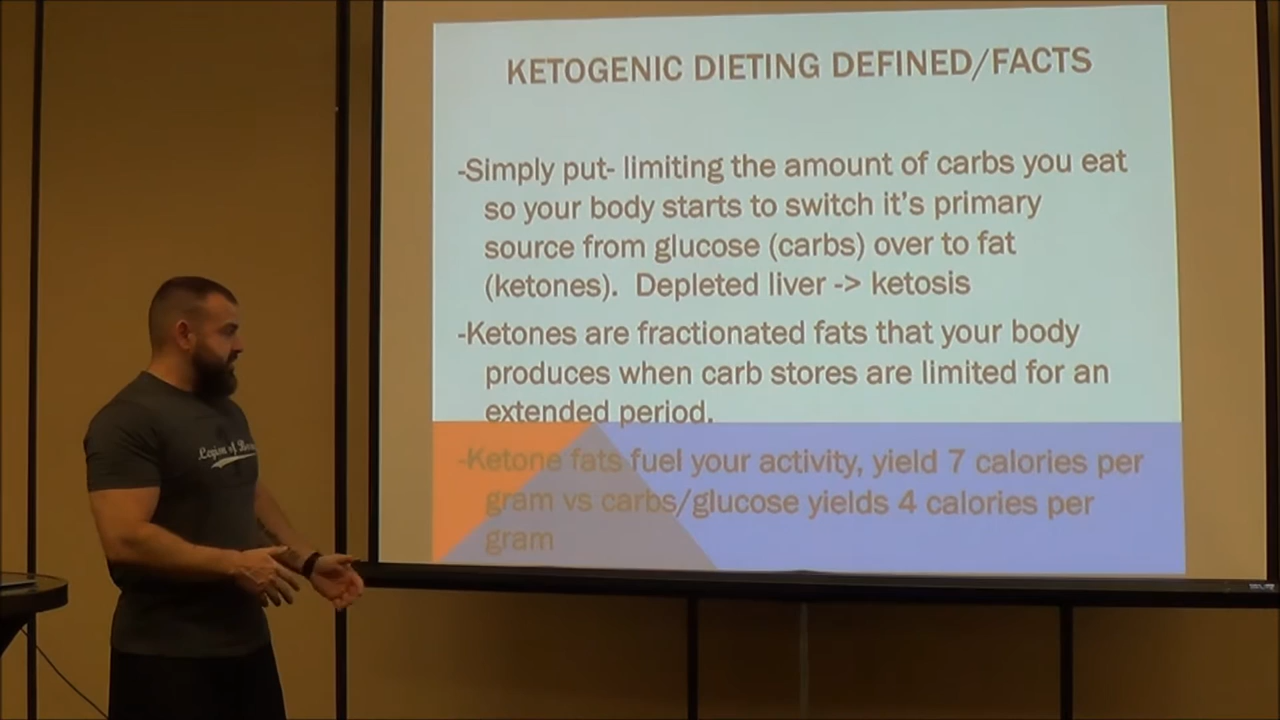 KETOGENIC DIETING DEFINED/FACTS
-Simply put- limiting the amount of carbs you eat
so your body starts to switch it's primary
source from glucose (carbs) over to fat
(ketones). Depleted liver -> ketosis
-Ketones are fractionated fats that your body
produces when carb stores are limited for an
extended period.
-Ketone fats fuel your activity, yield 7 calories per
gram vs carbs/glucose yields 4 calories per
gram
Legion of